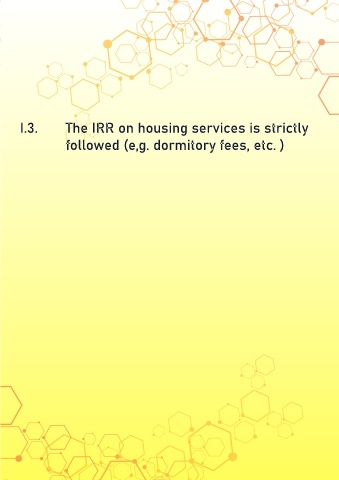 I.3. The IRR on housing services is strictly
followed (e,g. dormitory fees, etc. )